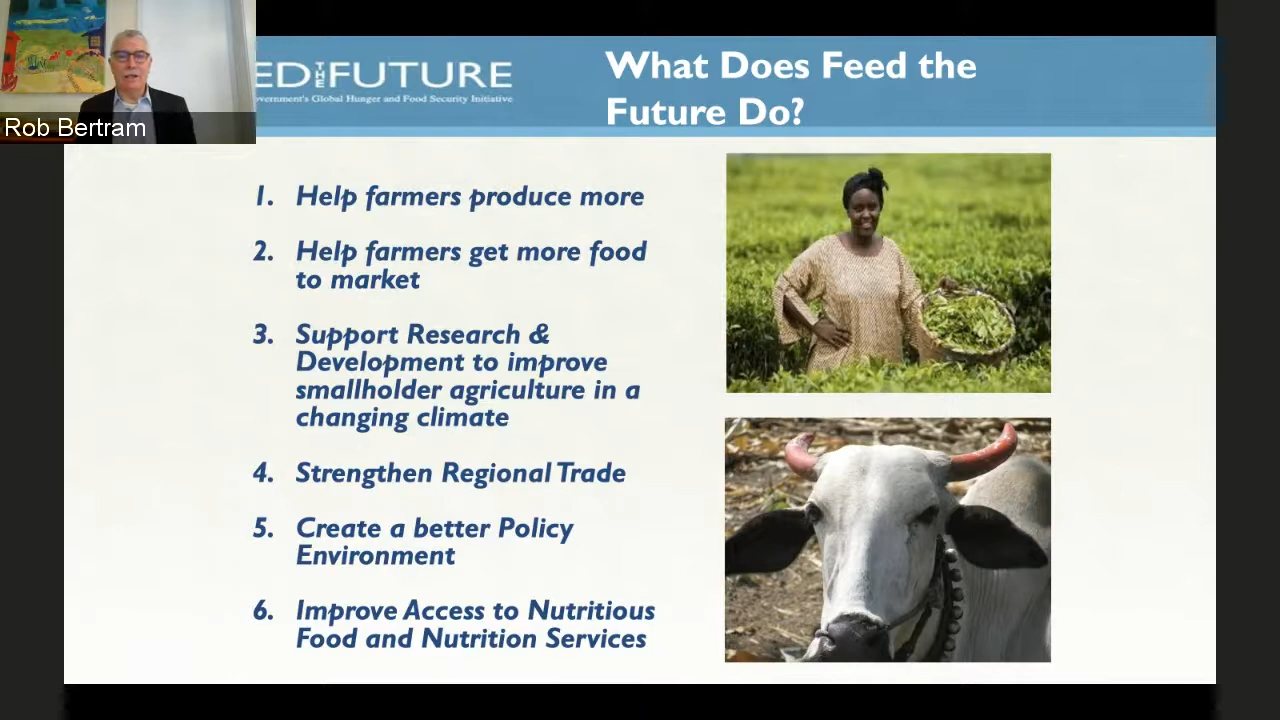 ED THE FUTURE
vernment's Global Hunger and Food Security Initiative
What Does Feed the
Future Do?
Rob Bertram
1. Help farmers produce more
2. Help farmers get more food
to market
3. Support Research &
Development to improve
smallholder agriculture in a
changing climate
4. Strengthen Regional Trade
5. Create a better Policy
Environment
6. Improve Access to Nutritious
Food and Nutrition Services